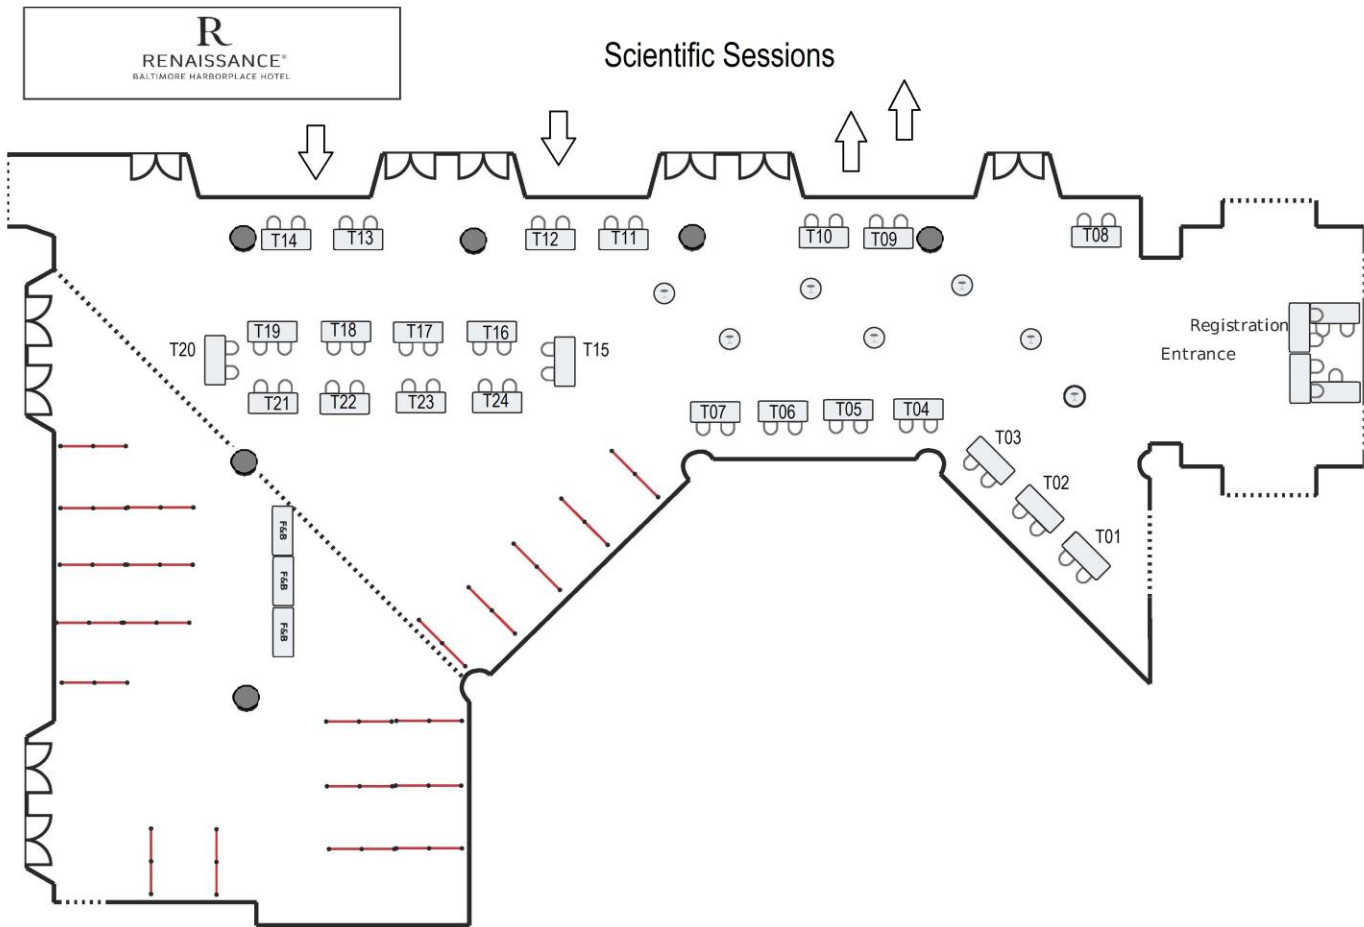 R
RENAISSANCE®
BALTIMORE HARBORPLACE HOTEL
Scientific Sessions
T14
T13
T12
T11
T10
T09
T08
T20
T19
T18
T17
T16
T15
Registration
Entrance
T21
T22
T23
T24
T07
T06
T05
T04
T03
T02
T01
F&B
F&B
F&B